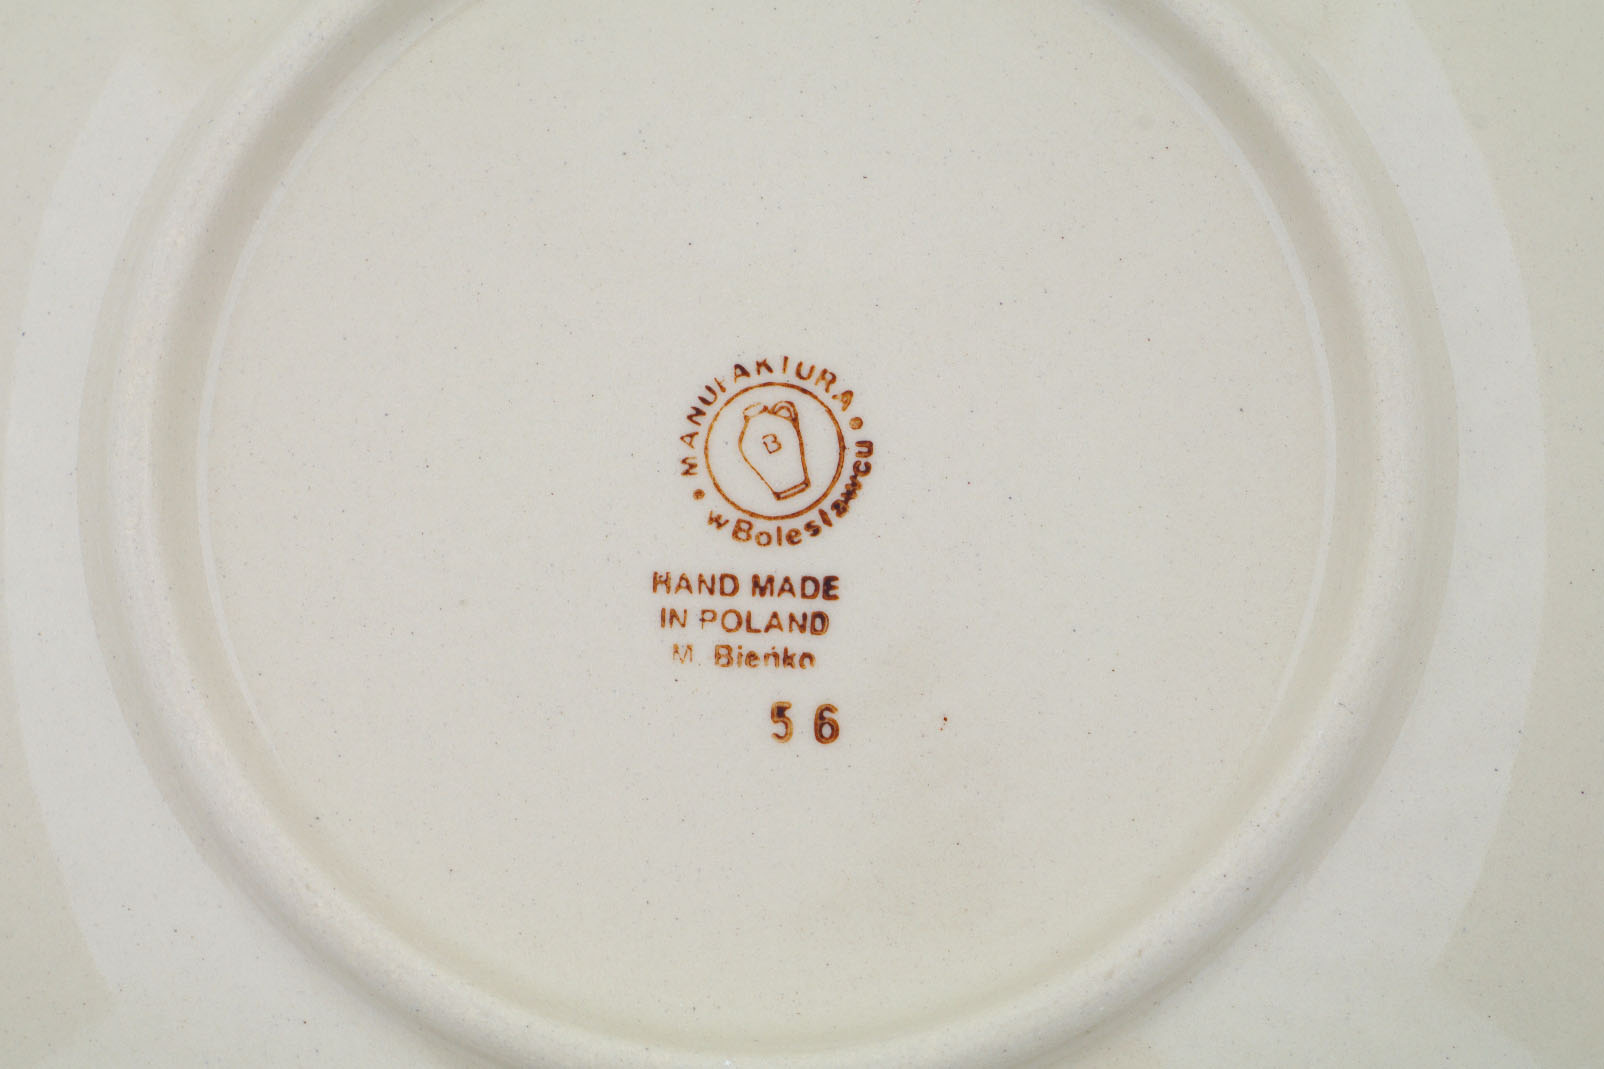 MANUFAKTURA
w Bolesławcu
B
HAND MADE
IN POLAND
M. Bieńko
56